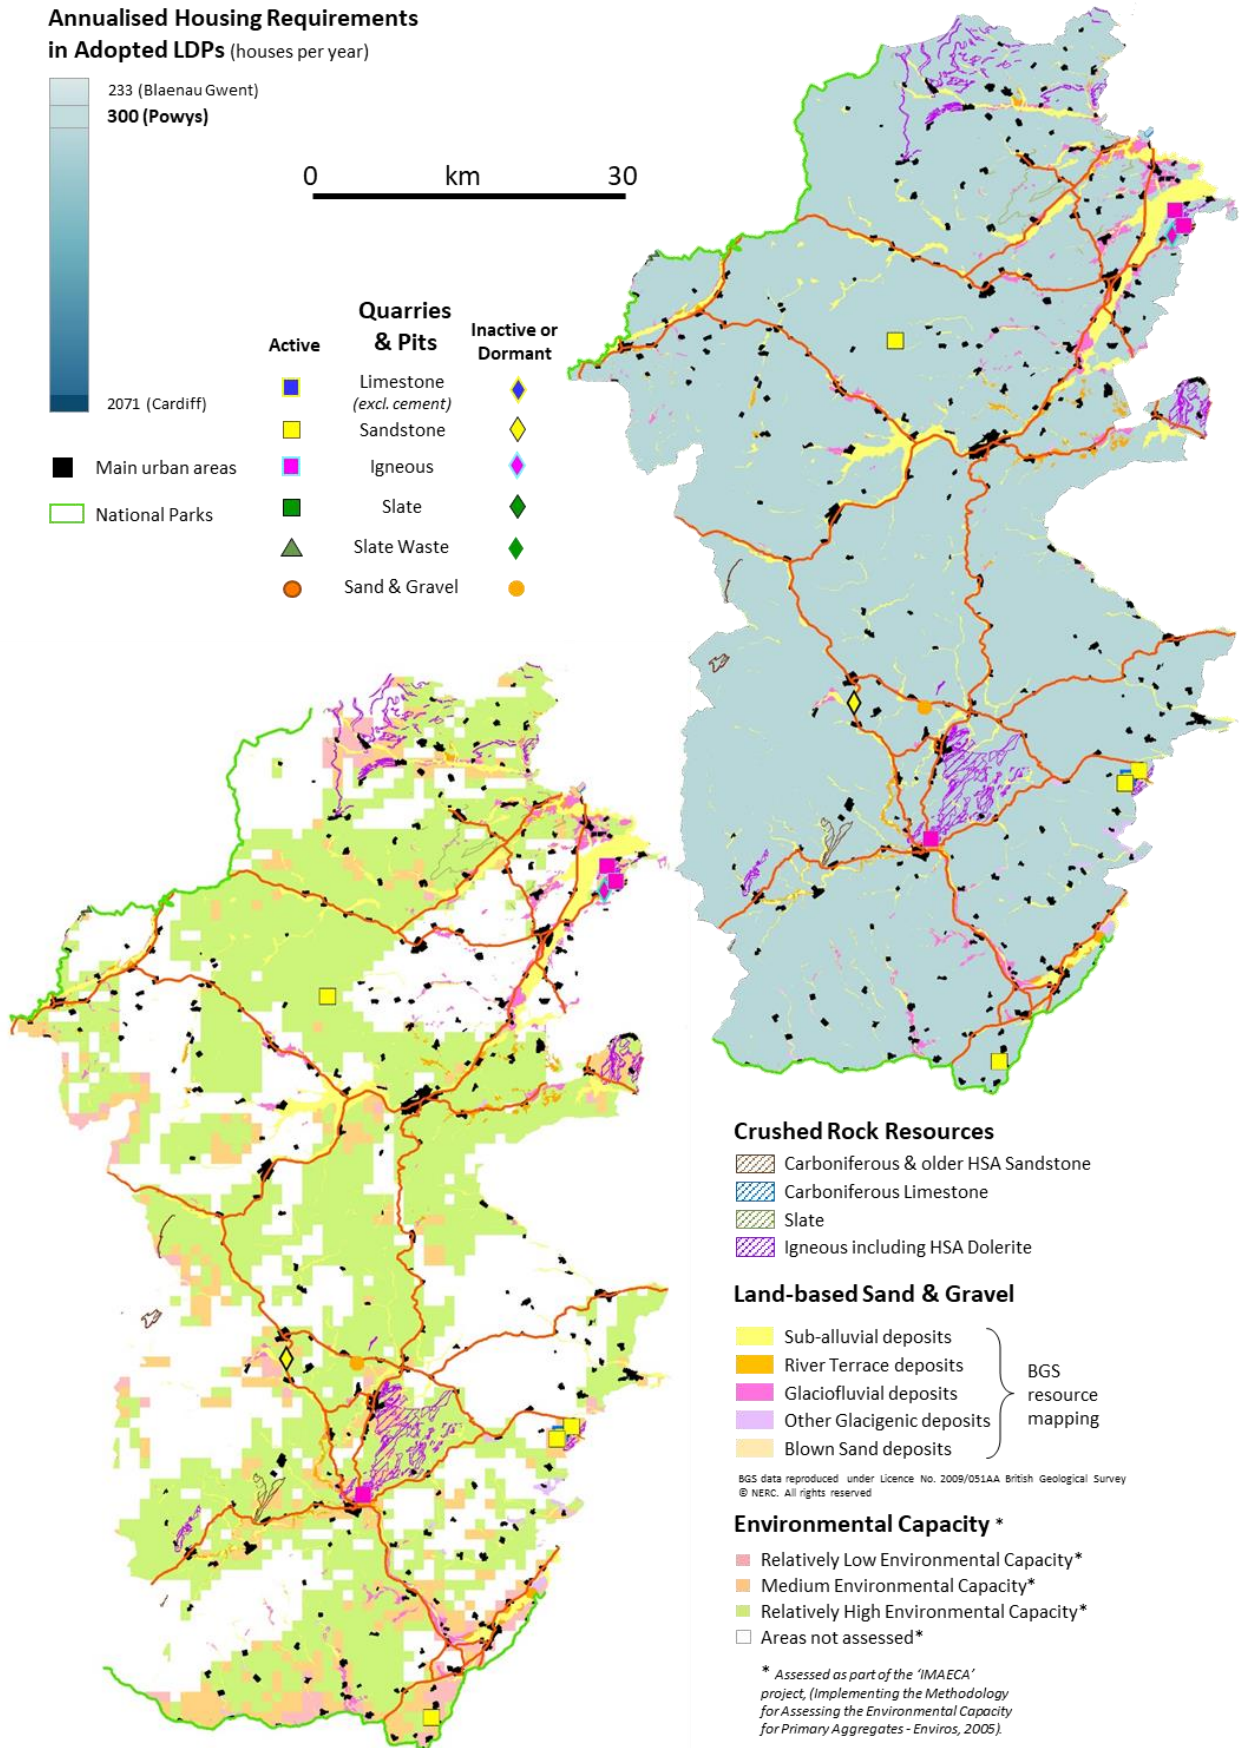 Annualised Housing Requirements
in Adopted LDPs (houses per year)
233 (Blaenau Gwent)
300 (Powys)
2071 (Cardiff)
0 km 30
Main urban areas
National Parks
Active
Quarries
& Pits
Inactive or
Dormant
Limestone
(excl. cement)
Sandstone
Igneous
Slate
Slate Waste
Sand & Gravel
Crushed Rock Resources
Carboniferous & older HSA Sandstone
Carboniferous Limestone
Slate
Igneous including HSA Dolerite
Land-based Sand & Gravel
Sub-alluvial deposits
River Terrace deposits
Glaciofluvial deposits
Other Glacigenic deposits
Blown Sand deposits
BGS
resource
mapping
BGS data reproduced under Licence No. 2009/051AA British Geological Survey
© NERC. All rights reserved
Environmental Capacity *
Relatively Low Environmental Capacity*
Medium Environmental Capacity*
Relatively High Environmental Capacity*
Areas not assessed*
* Assessed as part of the ‘IMAECA’
project, (Implementing the Methodology
for Assessing the Environmental Capacity
for Primary Aggregates - Enviros, 2005).